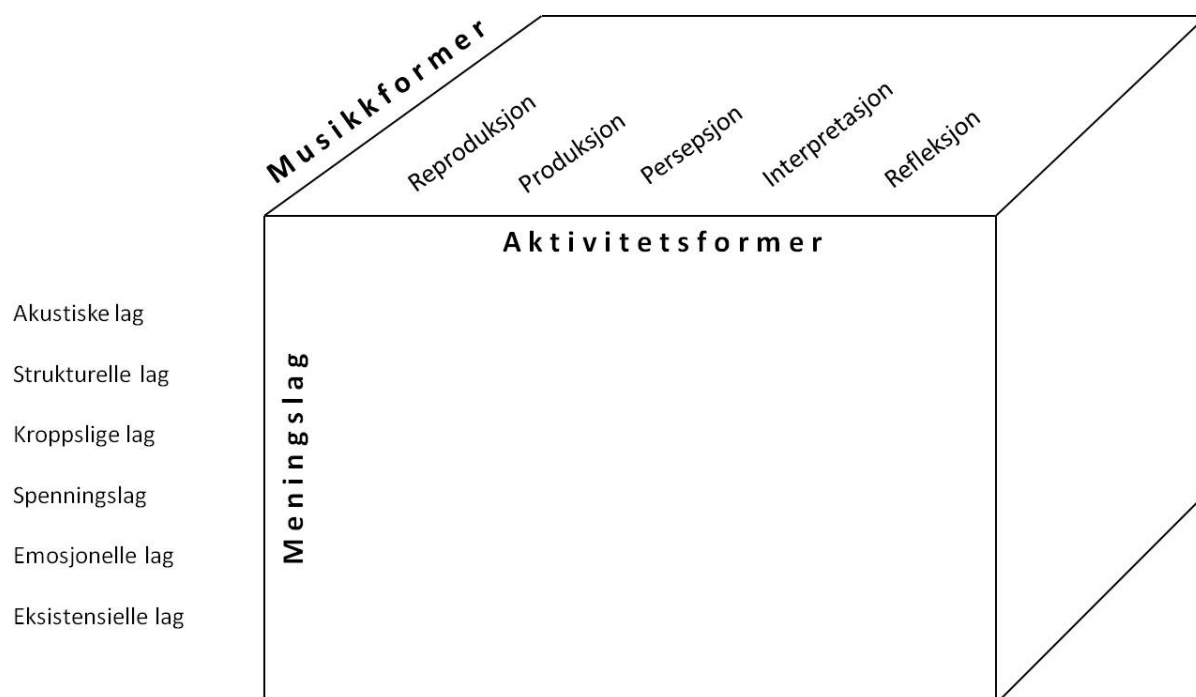 Musikkformer
Reproduksjon
Produksjon
Persepsjon
Interpretasjon
Refleksjon
Aktivitetsformer
Meningslag
Akustiske lag
Strukturelle lag
Kroppslige lag
Spenningslag
Emosjonelle lag
Eksistensielle lag